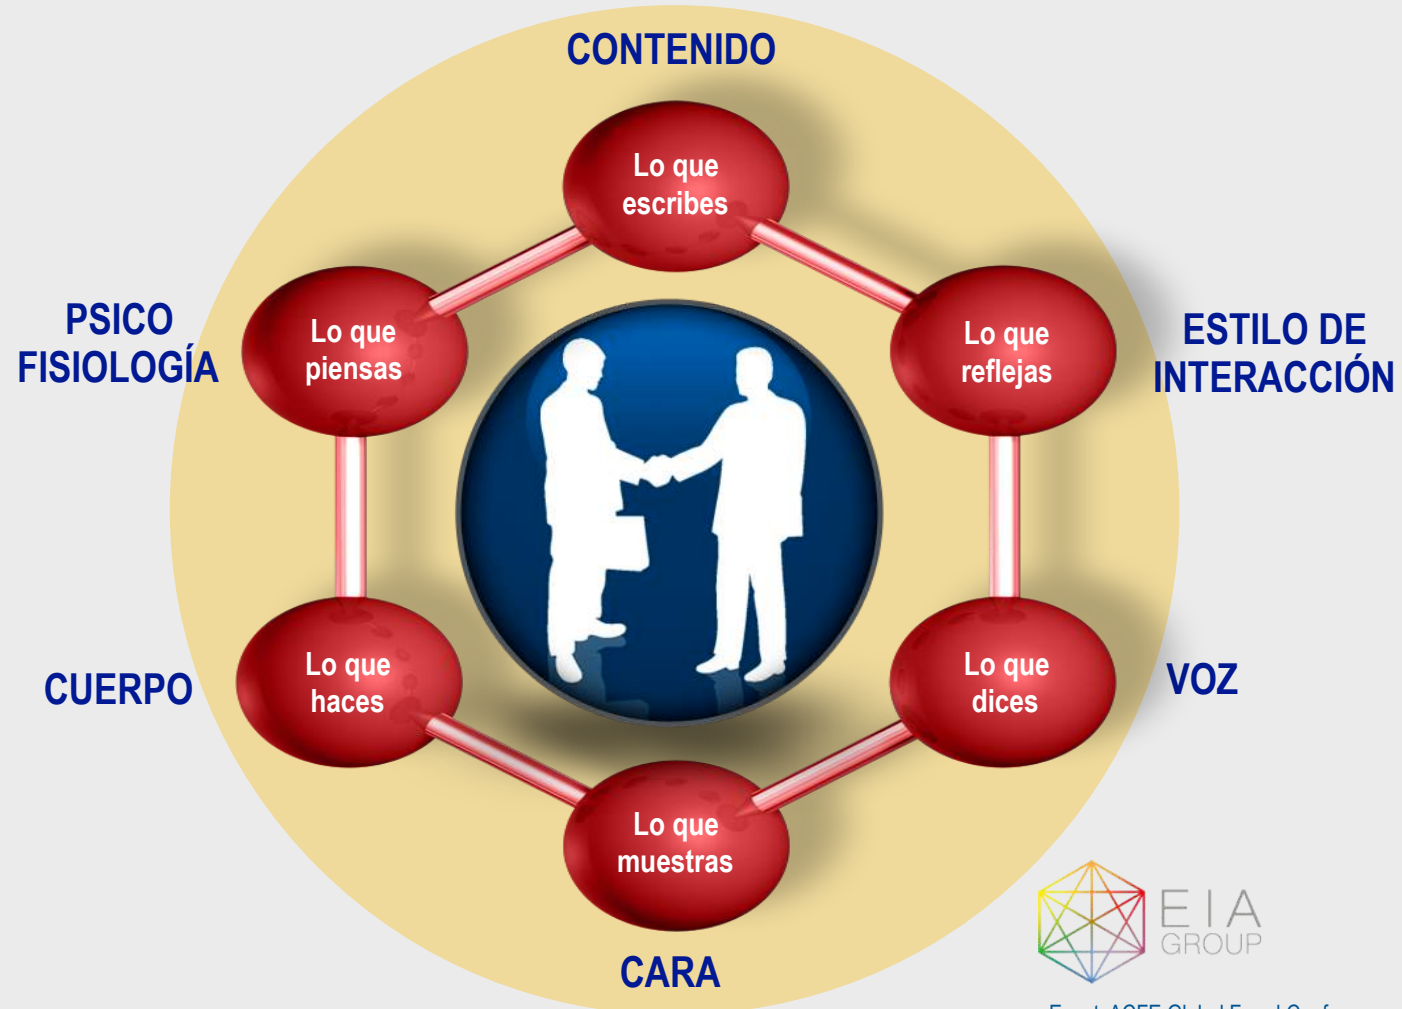 CONTENIDO
Lo que
escribes
PSICO
FISIOLOGÍA
Lo que
piensas
Lo que
reflejas
ESTILO DE
INTERACCIÓN
CUERPO
Lo que
haces
Lo que
dices
VOZ
Lo que
muestras
CARA
EIA
GROUP